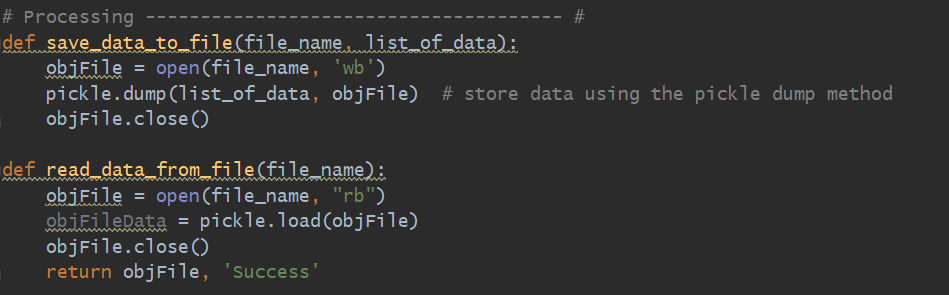 # Processing -------------------------------------- #
def save_data_to_file(file_name, list_of_data):
    objFile = open(file_name, 'wb')
    pickle.dump(list_of_data, objFile)  # store data using the pickle dump method
    objFile.close()

def read_data_from_file(file_name):
    objFile = open(file_name, "rb")
    objFileData = pickle.load(objFile)
    objFile.close()
    return objFile, 'Success'